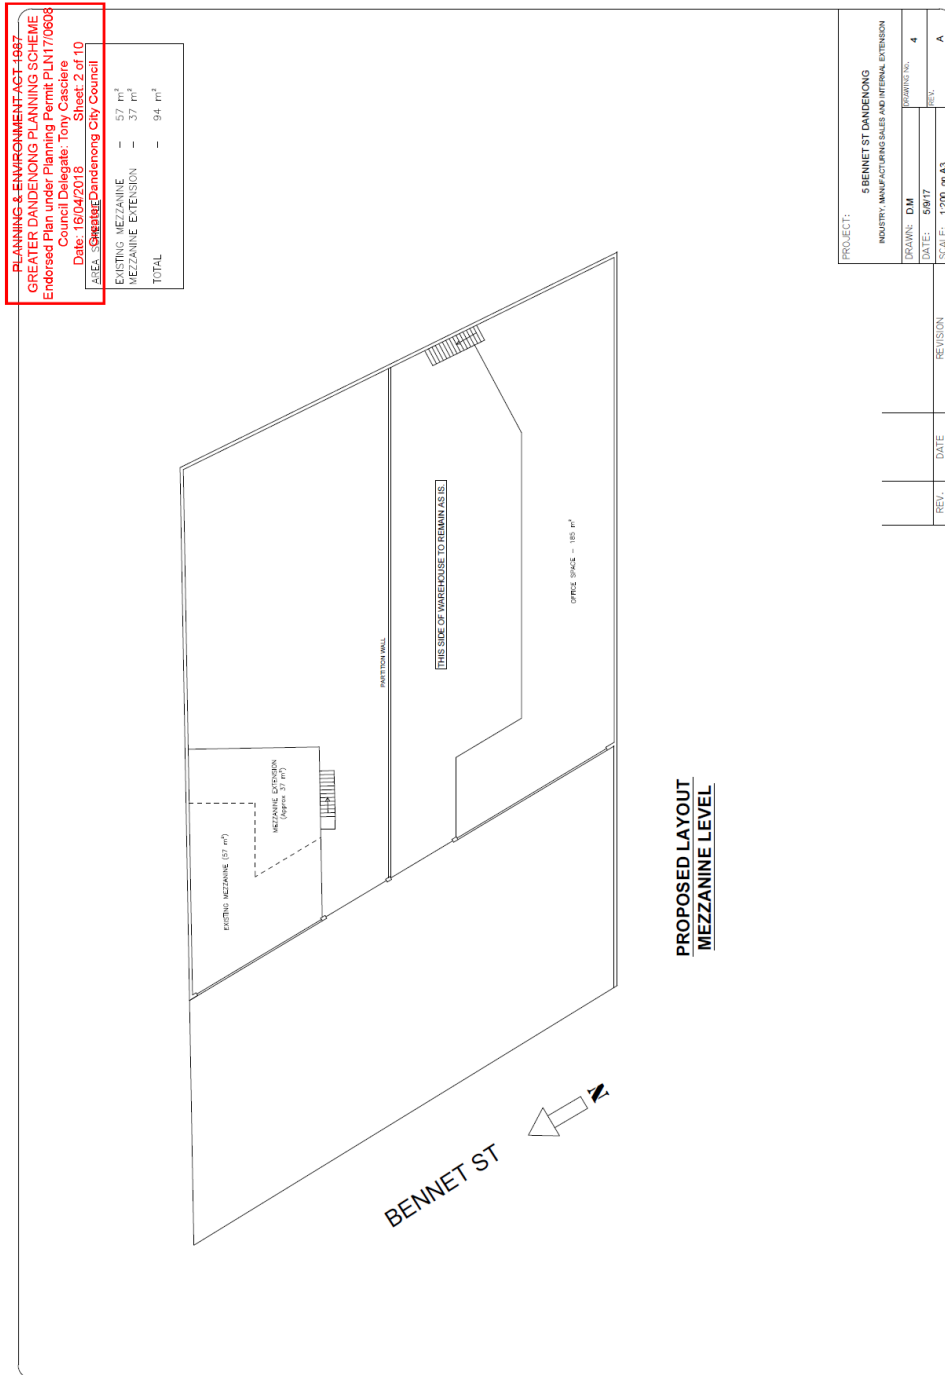 PLANNING & ENVIRONMENT ACT 1987
GREATER DANDENONG PLANNING SCHEME
Endorsed Plan under Planning Permit PLN17/0608
Council Delegate: Tony Casciere
Date: 16/04/2018 Sheet: 2 of 10
Greater Dandenong City Council
AREA SCHEDULE
EXISTING MEZZANINE – 57 m²
MEZZANINE EXTENSION – 37 m²
TOTAL – 94 m²
PROJECT:
5 BENNET ST DANDENONG
INDUSTRY, MANUFACTURING SALES AND INTERNAL EXTENSION
DRAWN: D.M
DRAWING No. 4
DATE: 5/9/17
REV. A
SCALE: 1:200 on A3
REV. DATE REVISION
THIS SIDE OF WAREHOUSE TO REMAIN AS IS.
OFFICE SPACE – 185 m²
PARTITION WALL
MEZZANINE EXTENSION
(Approx. 37 m²)
EXISTING MEZZANINE (57 m²)
PROPOSED LAYOUT
MEZZANINE LEVEL
N
BENNET ST